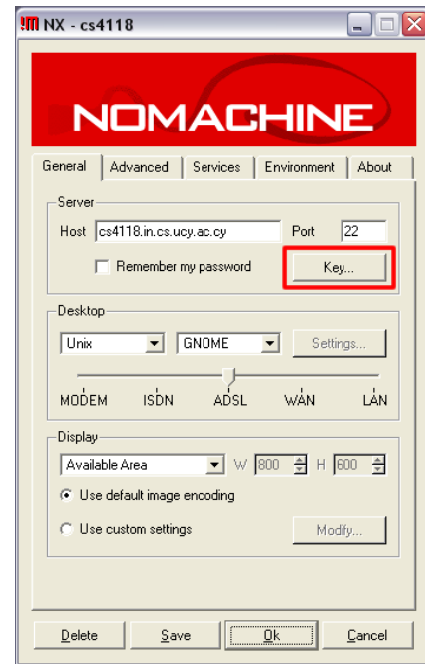 !M NX - cs4118
NOMACHINE
General Advanced Services Environment About
Server
Host cs4118.in.cs.ucy.ac.cy Port 22
Remember my password Key...
Desktop
Unix GNOME Settings...
MODEM ISDN ADSL WAN LAN
Display
Available Area W 800 H 600
Use default image encoding
Use custom settings Modify...
Delete Save Ok Cancel